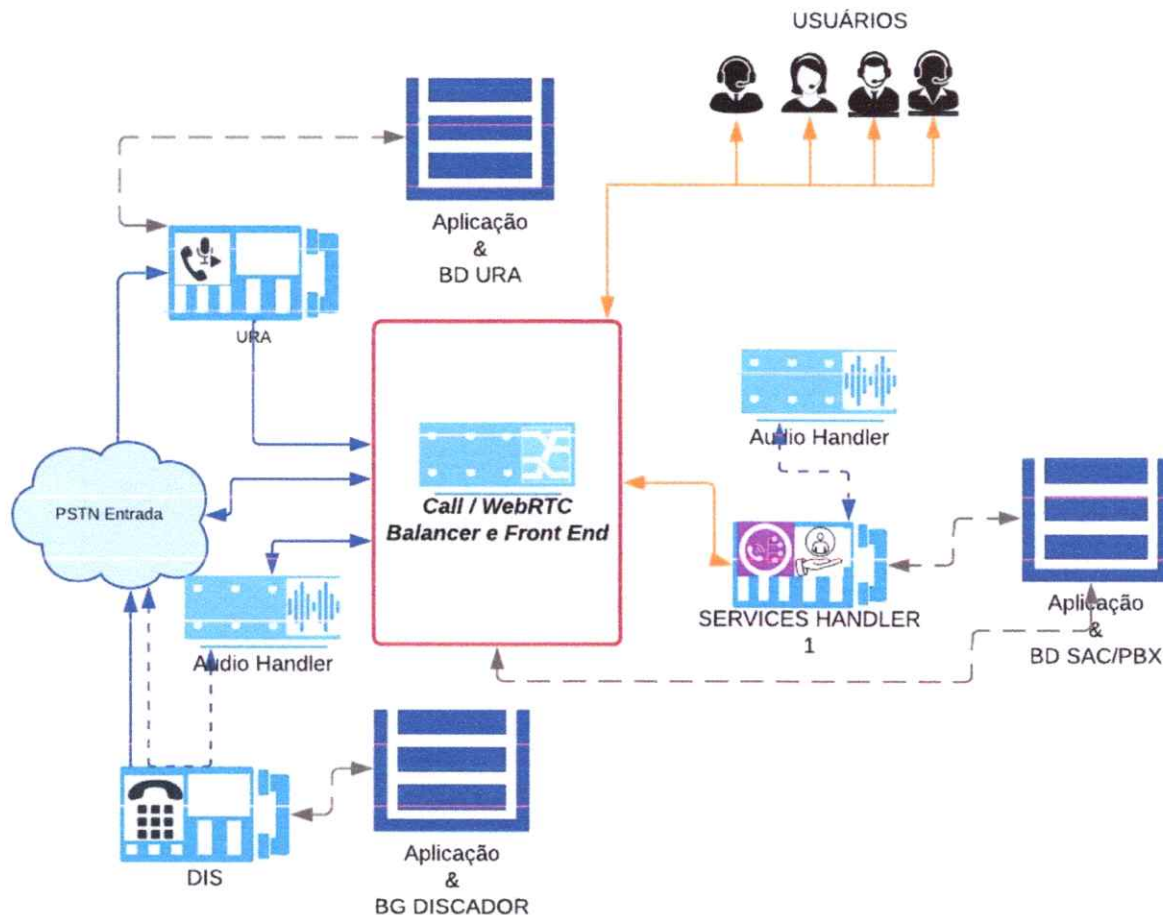 USUÁRIOS
Aplicação
&
BD URA
URA
Audio Handler
PSTN Entrada
Call / WebRTC
Balancer e Front End
SERVICES HANDLER
1
Audio Handler
Aplicação
&
BD SAC/PBX
DIS
Aplicação
&
BG DISCADOR